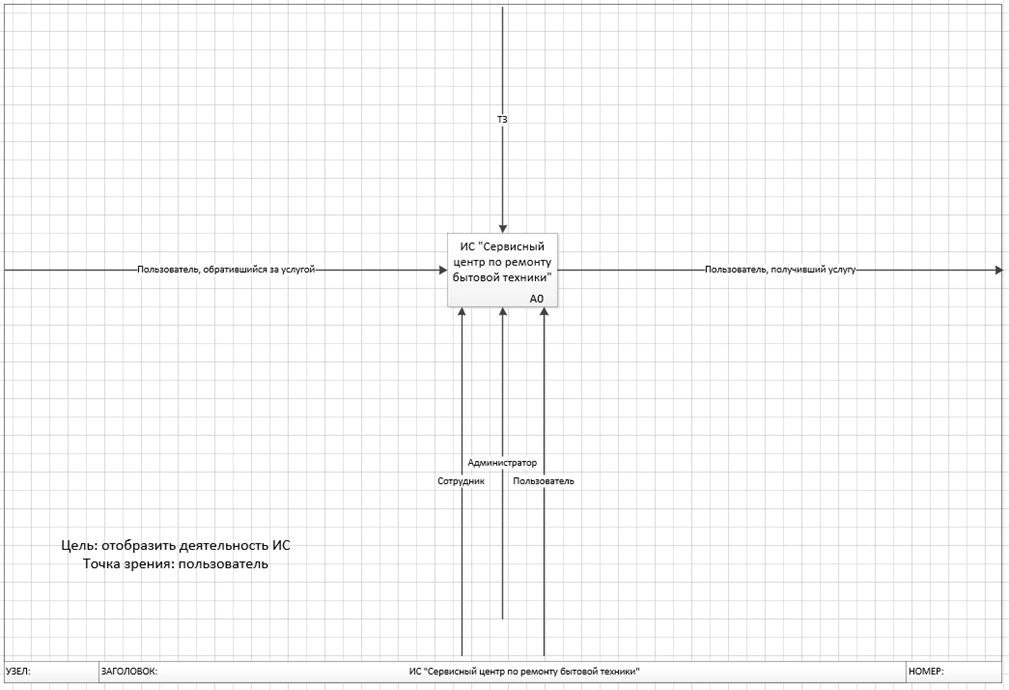 ТЗ
ИС "Сервисный
центр по ремонту
бытовой техники"
A0
Пользователь, обратившийся за услугой
Пользователь, получивший услугу
Администратор
Сотрудник
Пользователь
Цель: отобразить деятельность ИС
Точка зрения: пользователь
УЗЕЛ:
ЗАГОЛОВОК:
ИС "Сервисный центр по ремонту бытовой техники"
НОМЕР: